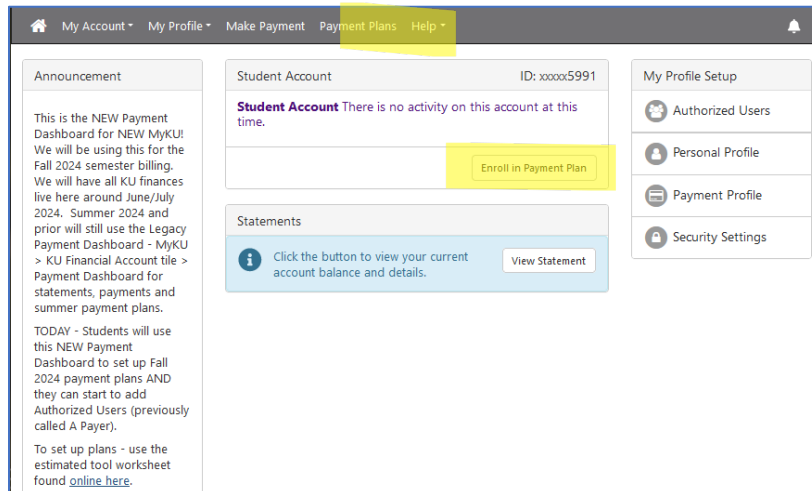 My Account My Profile Make Payment Payment Plans Help
Announcement
This is the NEW Payment
Dashboard for NEW MyKU!
We will be using this for the
Fall 2024 semester billing.
We will have all KU finances
live here around June/July
2024. Summer 2024 and
prior will still use the Legacy
Payment Dashboard - MyKU
> KU Financial Account tile >
Payment Dashboard for
statements, payments and
summer payment plans.
TODAY - Students will use
this NEW Payment
Dashboard to set up Fall
2024 payment plans AND
they can start to add
Authorized Users (previously
called A Payer).
To set up plans - use the
estimated tool worksheet
found online here.
Student Account ID: xxxxx5991
Student Account There is no activity on this account at this
time.
Enroll in Payment Plan
Statements
Click the button to view your current
account balance and details.
View Statement
My Profile Setup
Authorized Users
Personal Profile
Payment Profile
Security Settings